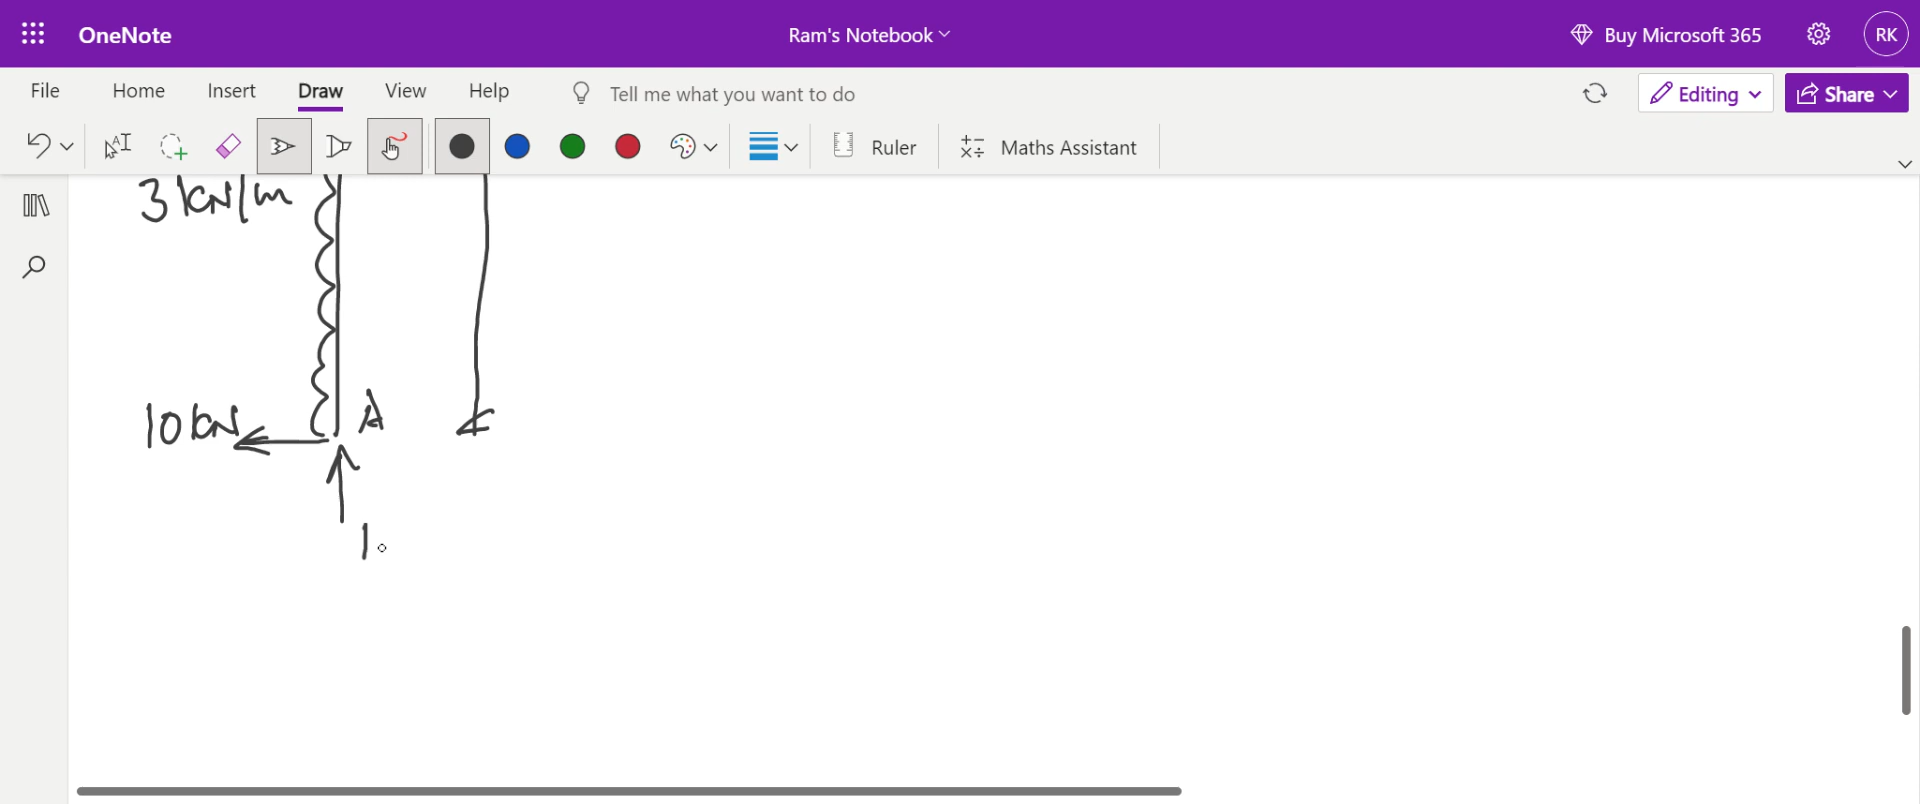 OneNote
Ram's Notebook
Buy Microsoft 365
RK
File
Home
Insert
Draw
View
Help
Tell me what you want to do
Editing
Share
Ruler
Maths Assistant
3 kN/m
10 kN
A
1